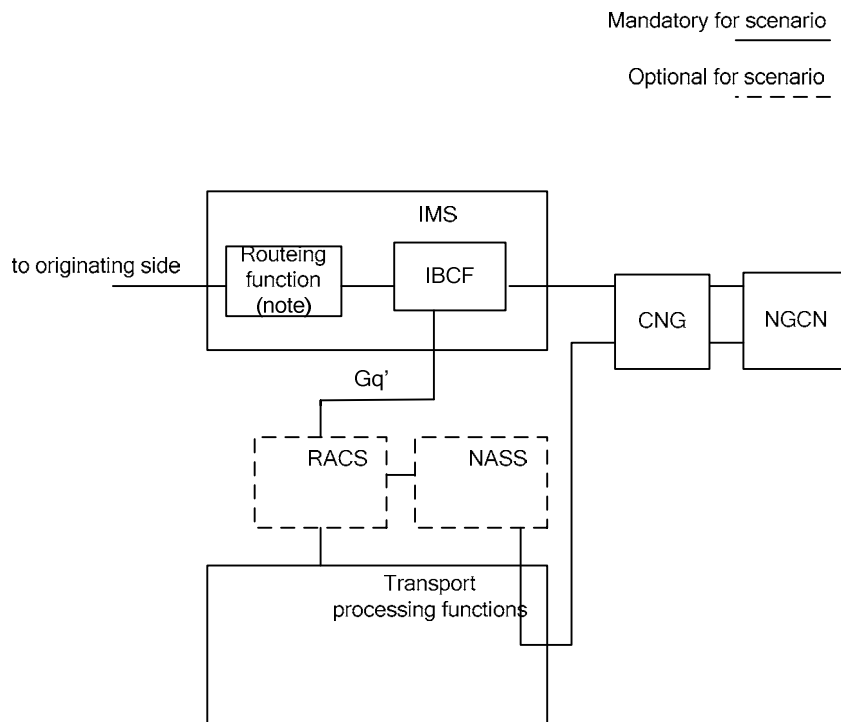 Mandatory for scenario
Optional for scenario
IMS
to originating side
Routeing
function
(note)
IBCF
CNG
NGCN
Gq’
RACS
NASS
Transport
processing functions